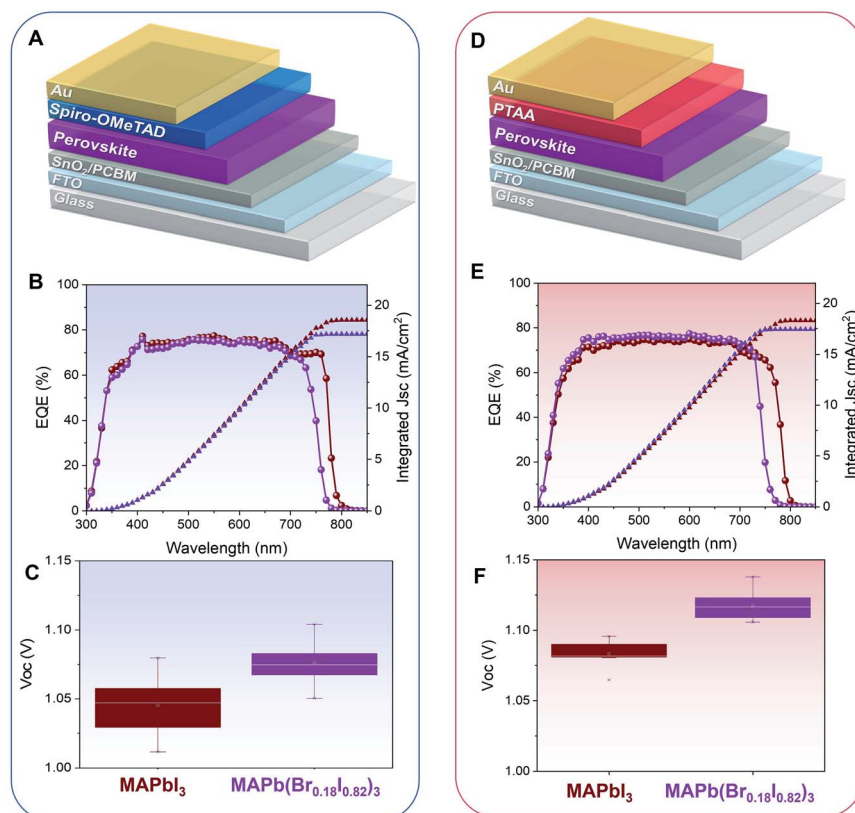 A
Au
Spiro-OMeTAD
Perovskite
SnO₂/PCBM
FTO
Glass
B
100
80
60
40
20
0
EQE (%)
20
15
10
5
0
Integrated Jsc (mA/cm²)
300 400 500 600 700 800
Wavelength (nm)
C
1.15
1.10
1.05
1.00
Voc (V)
MAPbI₃ MAPb(Br₀.₁₈I₀.₈₂)₃
D
Au
PTAA
Perovskite
SnO₂/PCBM
FTO
Glass
E
100
80
60
40
20
0
EQE (%)
20
15
10
5
0
Integrated Jsc (mA/cm²)
300 400 500 600 700 800
Wavelength (nm)
F
1.15
1.10
1.05
1.00
Voc (V)
MAPbI₃ MAPb(Br₀.₁₈I₀.₈₂)₃